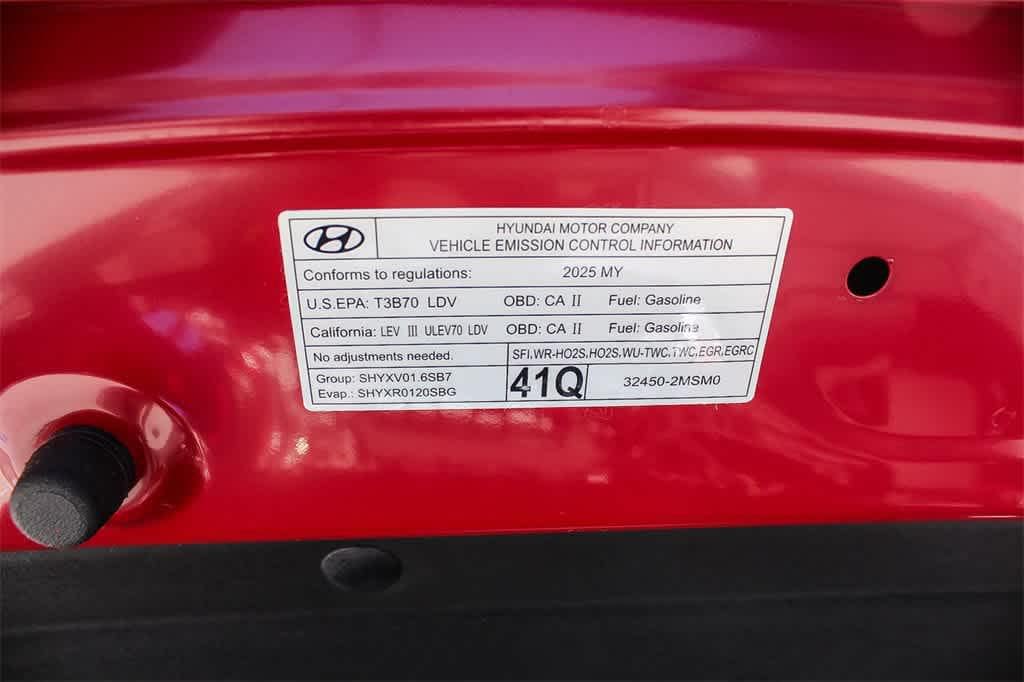 HYUNDAI MOTOR COMPANY
VEHICLE EMISSION CONTROL INFORMATION
Conforms to regulations: 2025 MY
U.S.EPA: T3B70 LDV OBD: CA II Fuel: Gasoline
California: LEV III ULEV70 LDV OBD: CA II Fuel: Gasoline
No adjustments needed. SFI,WR-HO2S,HO2S,WU-TWC,TWC,EGR,EGRC
Group: SHYXV01.6SB7
Evap.: SHYXR0120SBG
41Q 32450-2MSM0